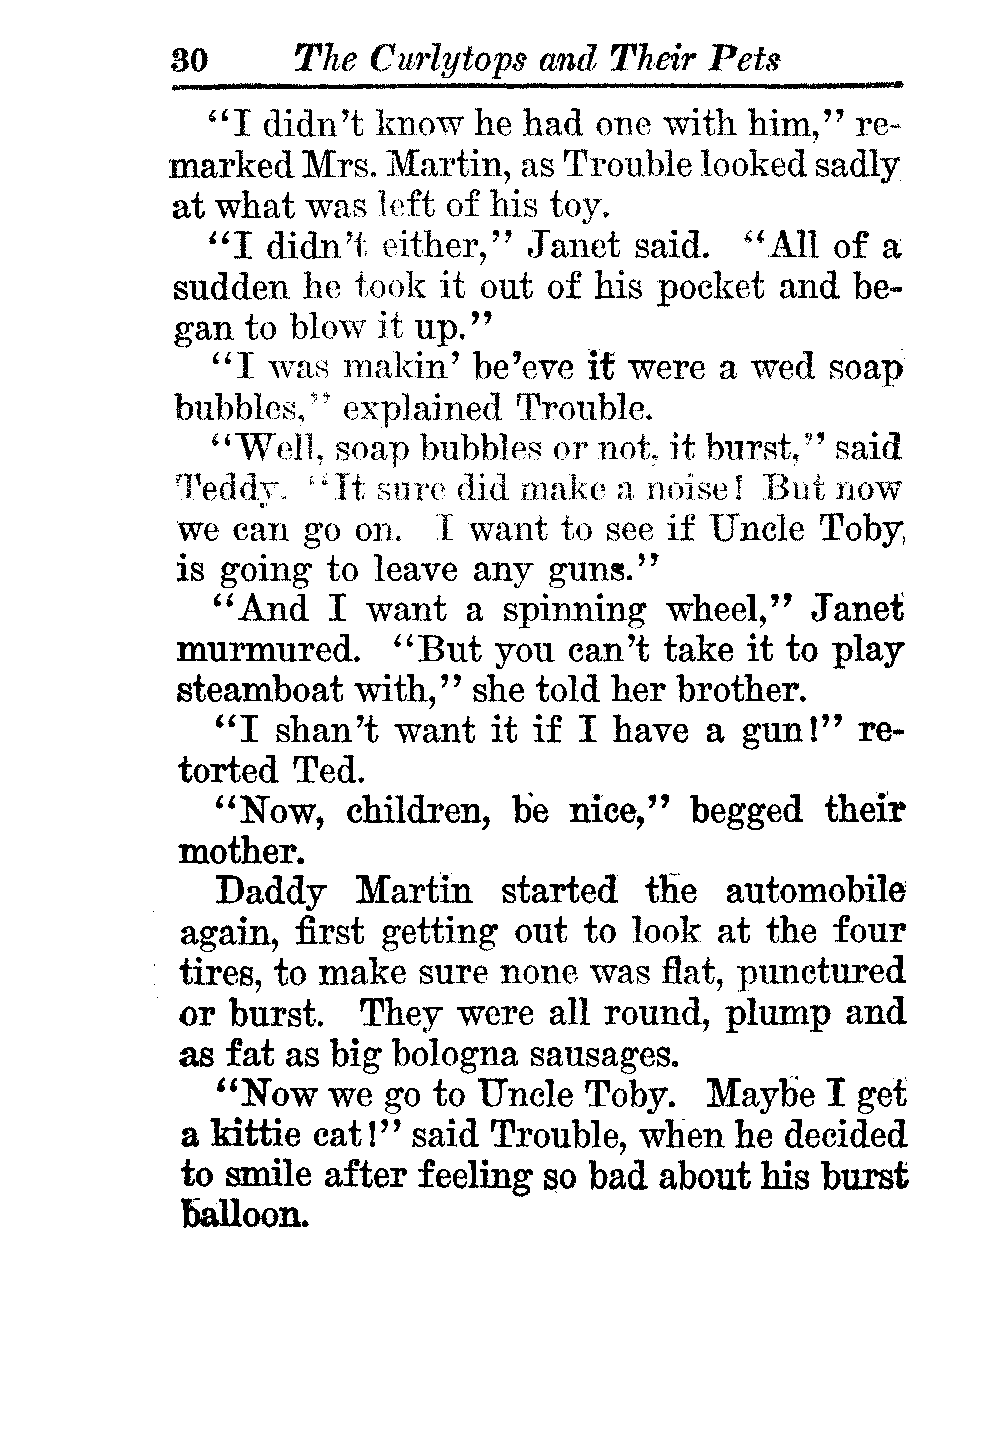 30 The Curlytops and Their Pets
“I didn’t know he had one with him,” re-
marked Mrs. Martin, as Trouble looked sadly
at what was left of his toy.
“I didn’t either,” Janet said. “All of a
sudden he took it out of his pocket and be-
gan to blow it up.”
“I was makin’ be’eve it were a wed soap
bubbles,” explained Trouble.
“Well, soap bubbles or not, it burst,” said
Teddy. “It sure did make a noise! But now
we can go on. I want to see if Uncle Toby,
is going to leave any guns.”
“And I want a spinning wheel,” Janet
murmured. “But you can’t take it to play
steamboat with,” she told her brother.
“I shan’t want it if I have a gun!” re-
torted Ted.
“Now, children, be nice,” begged their
mother.
Daddy Martin started the automobile
again, first getting out to look at the four
tires, to make sure none was flat, punctured
or burst. They were all round, plump and
as fat as big bologna sausages.
“Now we go to Uncle Toby. Maybe I get
a kittie cat!” said Trouble, when he decided
to smile after feeling so bad about his burst
balloon.